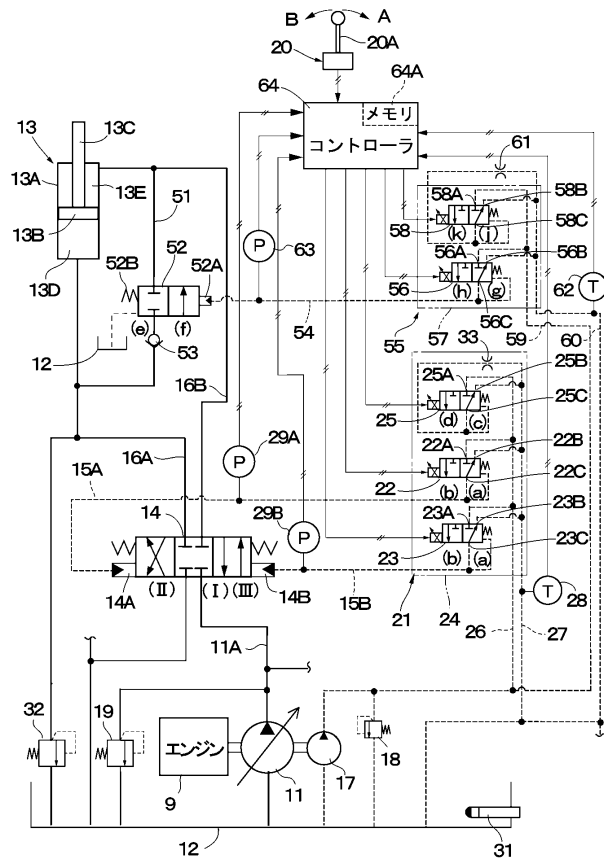 B
A
20
20A
64
64A
メモリ
コントローラ
13
13C
13A
13E
13B
13D
51
52
52B
52A
(e)
(f)
12
53
P
63
54
61
58A
58B
58
(k)
(j)
58C
56A
56B
56
(h)
(g)
56C
55
57
59
60
T
62
33
25A
25B
25
(d)
(c)
25C
22A
22B
22
(b)
(a)
22C
23A
23B
23
(b)
(a)
23C
16B
16A
29A
P
15A
29B
P
14
14A
(II)
(I)
(III)
14B
15B
21
24
T
28
26
27
11A
32
19
エンジン
9
11
17
18
12
31